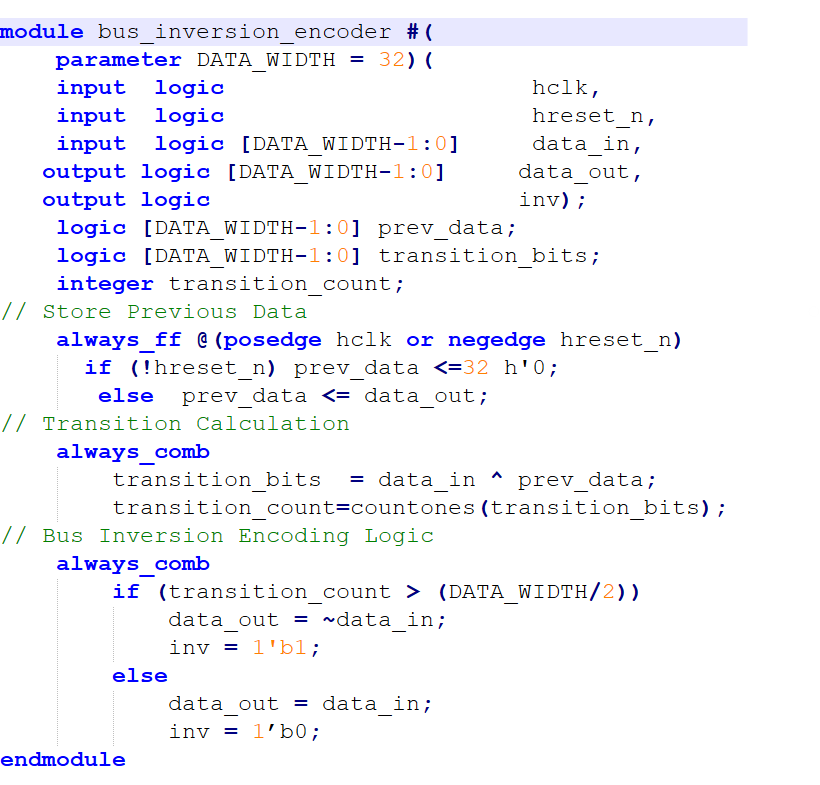 module bus_inversion_encoder #(
    parameter DATA_WIDTH = 32)(
    input  logic                      hclk,
    input  logic                      hreset_n,
    input  logic [DATA_WIDTH-1:0]     data_in,
   output logic [DATA_WIDTH-1:0]     data_out,
   output logic                      inv);
    logic [DATA_WIDTH-1:0] prev_data;
    logic [DATA_WIDTH-1:0] transition_bits;
    integer transition_count;
// Store Previous Data
    always_ff @(posedge hclk or negedge hreset_n)
      if (!hreset_n) prev_data <=32 h'0;
       else  prev_data <= data_out;
// Transition Calculation
    always_comb
        transition_bits  = data_in ^ prev_data;
        transition_count=countones(transition_bits);
// Bus Inversion Encoding Logic
    always_comb
        if (transition_count > (DATA_WIDTH/2))
            data_out = ~data_in;
            inv = 1'b1;
        else
            data_out = data_in;
            inv = 1’b0;
endmodule